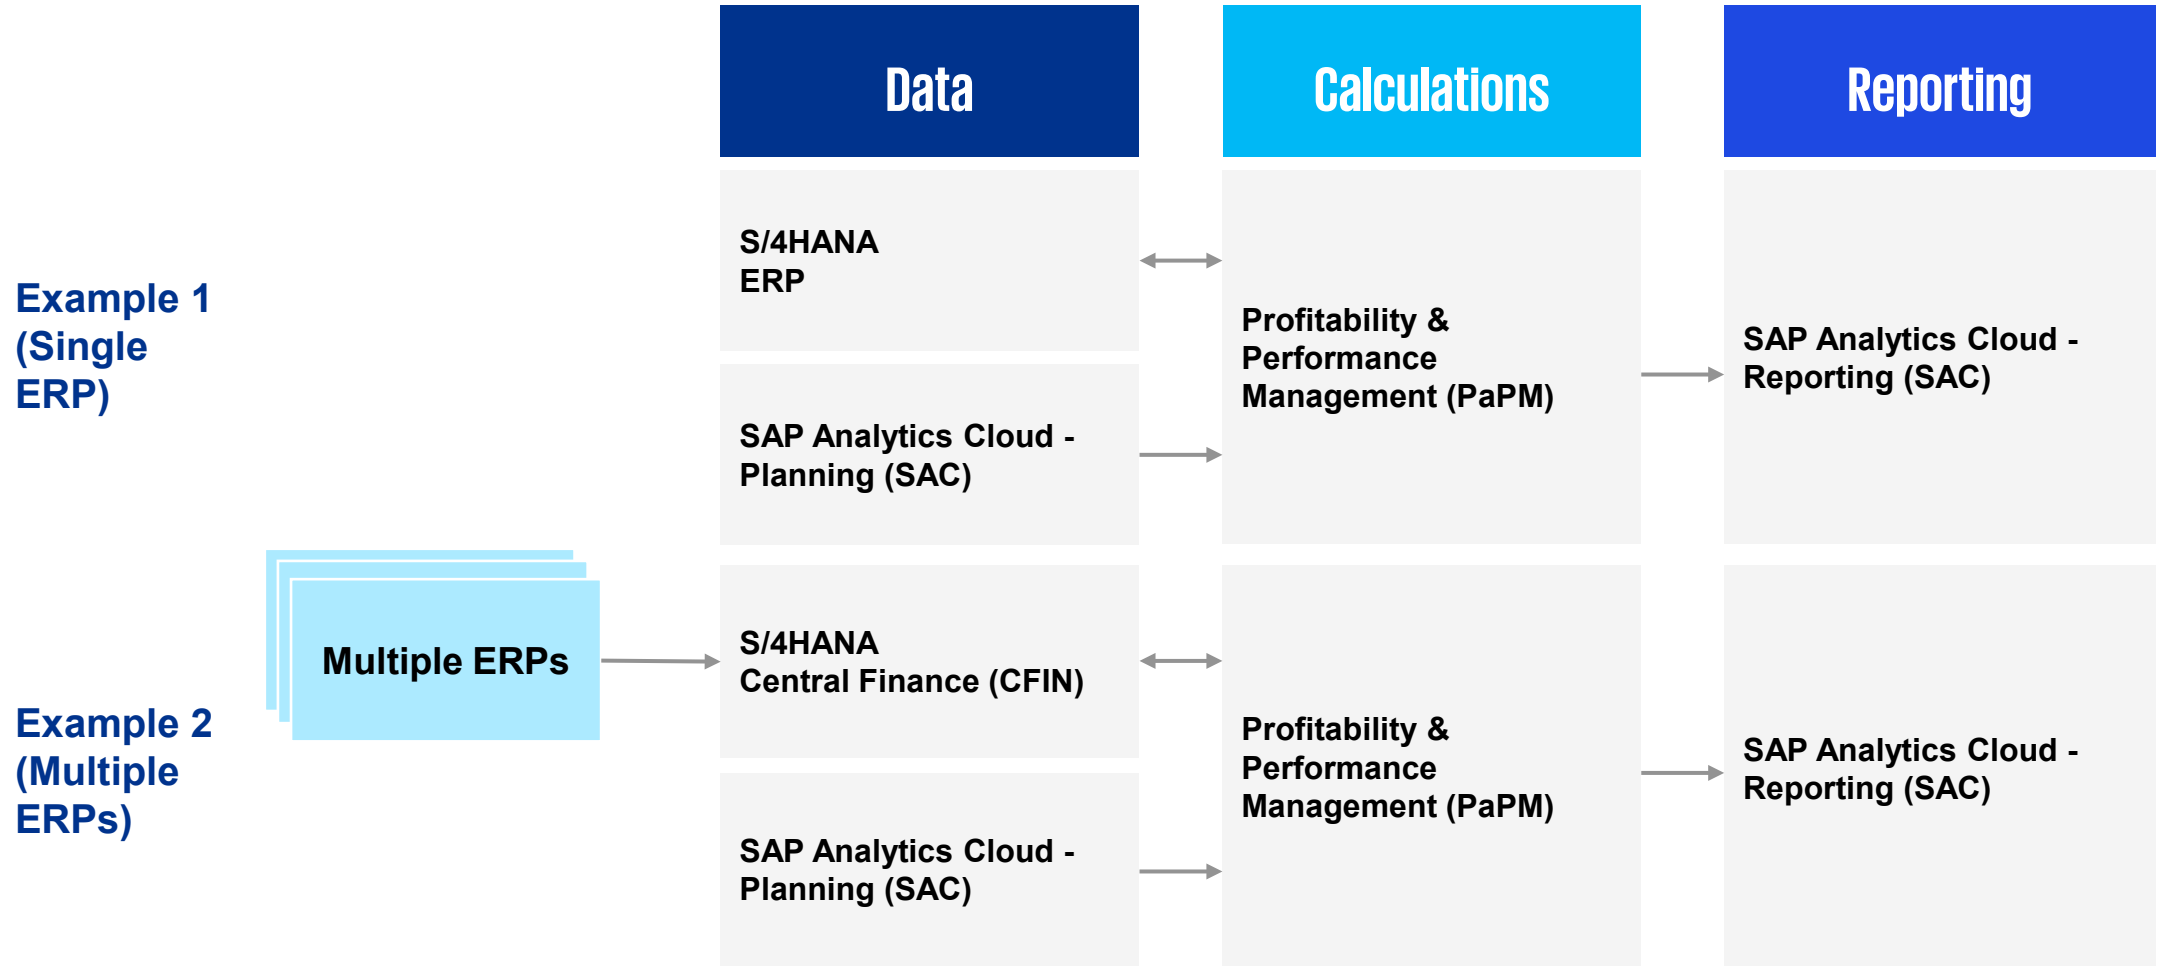 Data
Calculations
Reporting
Example 1
(Single
ERP)
S/4HANA
ERP
SAP Analytics Cloud -
Planning (SAC)
Profitability &
Performance
Management (PaPM)
SAP Analytics Cloud -
Reporting (SAC)
Example 2
(Multiple
ERPs)
Multiple ERPs
S/4HANA
Central Finance (CFIN)
SAP Analytics Cloud -
Planning (SAC)
Profitability &
Performance
Management (PaPM)
SAP Analytics Cloud -
Reporting (SAC)